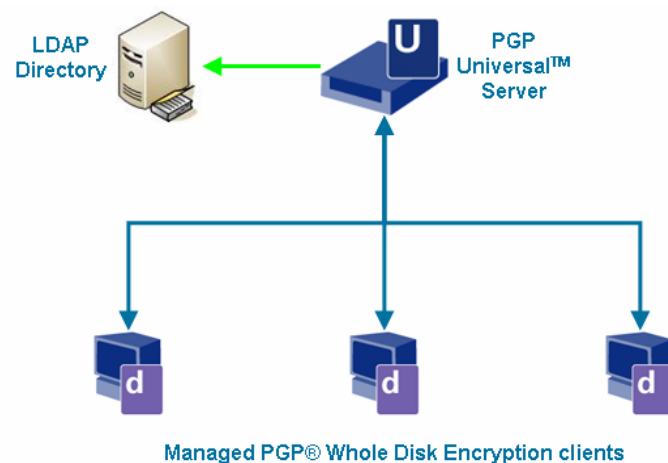 LDAP
Directory
U
PGP
Universal™
Server
d
d
d
Managed PGP® Whole Disk Encryption clients